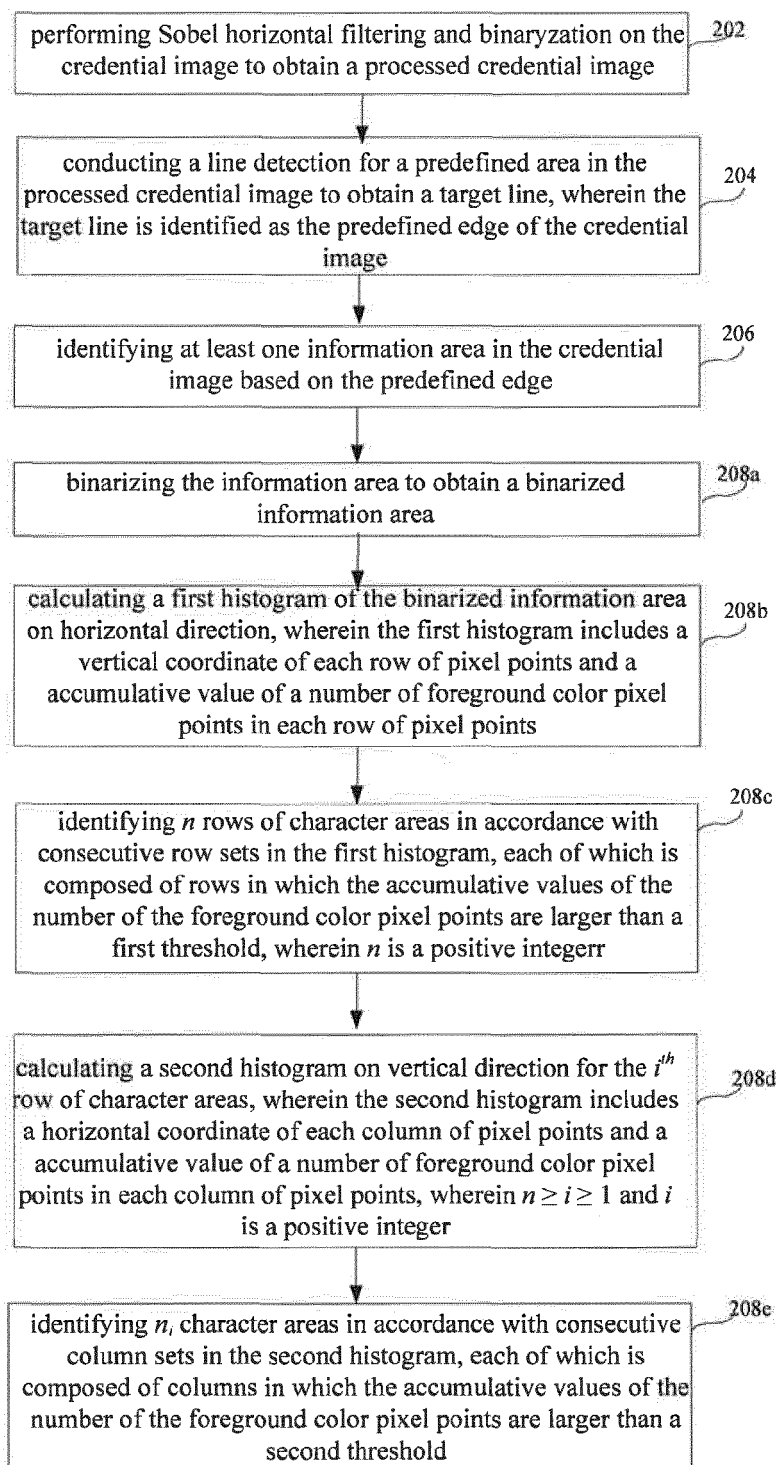 performing Sobel horizontal filtering and binaryzation on the
credential image to obtain a processed credential image
202
conducting a line detection for a predefined area in the
processed credential image to obtain a target line, wherein the
target line is identified as the predefined edge of the credential
image
204
identifying at least one information area in the credential
image based on the predefined edge
206
binarizing the information area to obtain a binarized
information area
208a
calculating a first histogram of the binarized information area
on horizontal direction, wherein the first histogram includes a
vertical coordinate of each row of pixel points and a
accumulative value of a number of foreground color pixel
points in each row of pixel points
208b
identifying n rows of character areas in accordance with
consecutive row sets in the first histogram, each of which is
composed of rows in which the accumulative values of the
number of the foreground color pixel points are larger than a
first threshold, wherein n is a positive integerr
208c
calculating a second histogram on vertical direction for the i^th
row of character areas, wherein the second histogram includes
a horizontal coordinate of each column of pixel points and a
accumulative value of a number of foreground color pixel
points in each column of pixel points, wherein n ≥ i ≥ 1 and i
is a positive integer
208d
identifying n_i character areas in accordance with consecutive
column sets in the second histogram, each of which is
composed of columns in which the accumulative values of the
number of the foreground color pixel points are larger than a
second threshold
208e